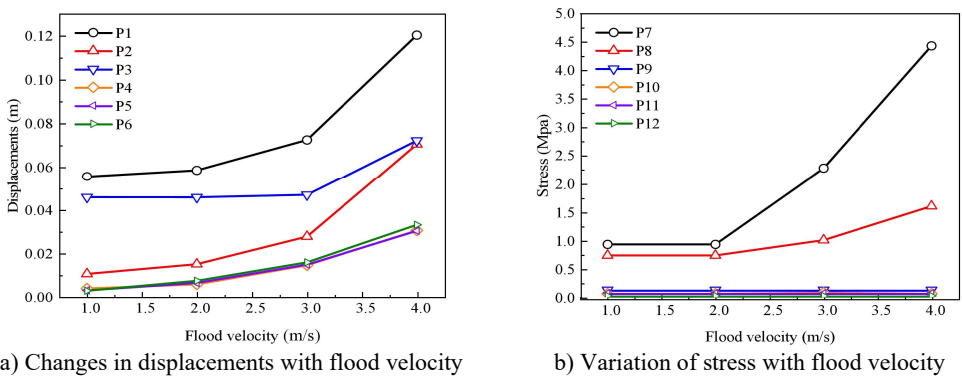 0.12
0.10
0.08
0.06
0.04
0.02
0.00
Displacements (m)
P1
P2
P3
P4
P5
P6
1.0 1.5 2.0 2.5 3.0 3.5 4.0
Flood velocity (m/s)
a) Changes in displacements with flood velocity
5.0
4.5
4.0
3.5
3.0
2.5
2.0
1.5
1.0
0.5
0.0
Stress (Mpa)
P7
P8
P9
P10
P11
P12
1.0 1.5 2.0 2.5 3.0 3.5 4.0
Flood velocity (m/s)
b) Variation of stress with flood velocity